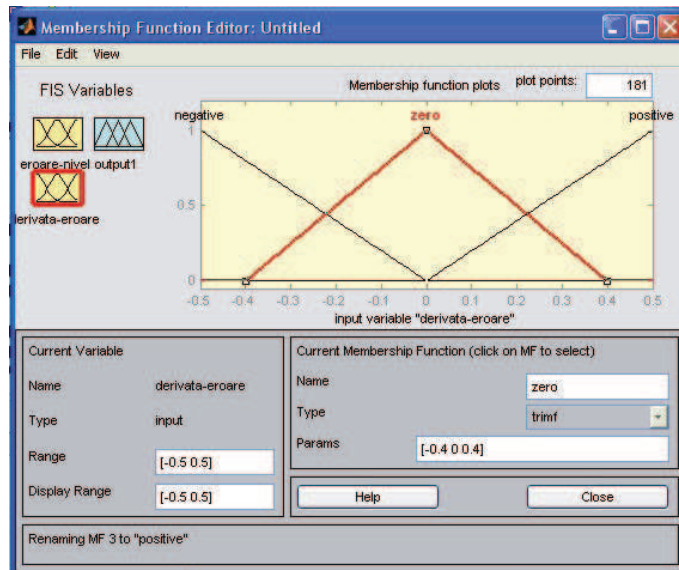 Membership Function Editor: Untitled
File Edit View
FIS Variables
eroare-nivel output1
derivata-eroare
Membership function plots plot points: 181
negative zero positive
1
0.5
0
-0.5 -0.4 -0.3 -0.2 -0.1 0 0.1 0.2 0.3 0.4 0.5
input variable "derivata-eroare"
Current Variable
Name derivata-eroare
Type input
Range [-0.5 0.5]
Display Range [-0.5 0.5]
Current Membership Function (click on MF to select)
Name zero
Type trimf
Params [-0.4 0 0.4]
Help Close
Renaming MF 3 to "positive"